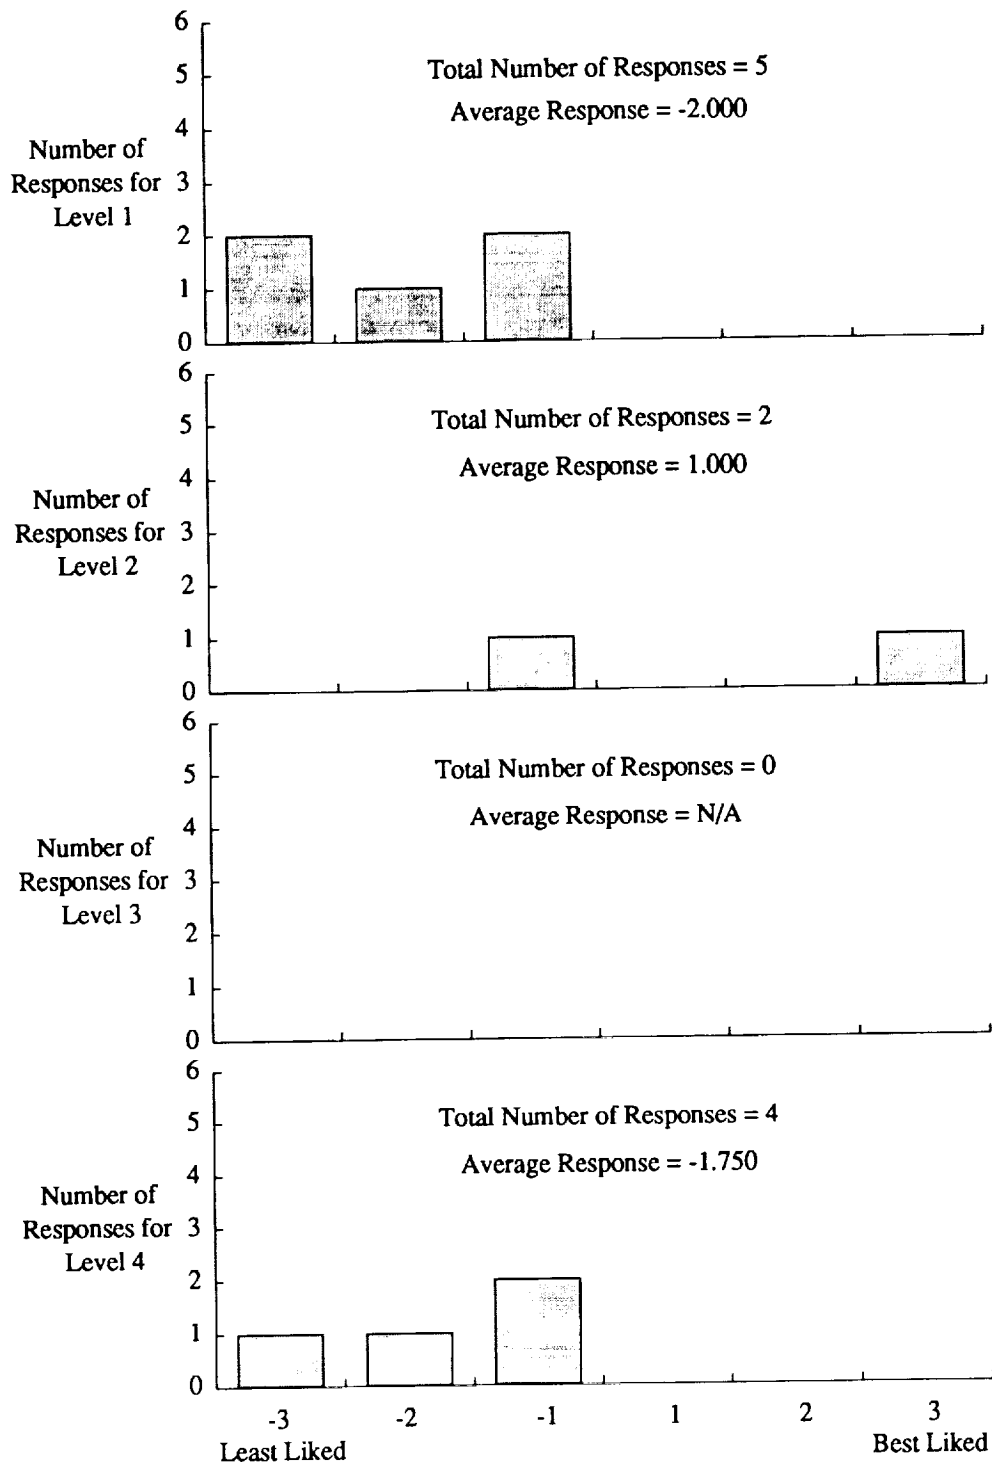 6
Total Number of Responses = 5
5
Average Response = -2.000
4
Number of
Responses for
Level 1
3
2
1
0
6
Total Number of Responses = 2
5
Average Response = 1.000
4
Number of
Responses for
Level 2
3
2
1
0
6
Total Number of Responses = 0
5
Average Response = N/A
4
Number of
Responses for
Level 3
3
2
1
0
6
Total Number of Responses = 4
5
Average Response = -1.750
4
Number of
Responses for
Level 4
3
2
1
0
-3 -2 -1 1 2 3
Least Liked Best Liked